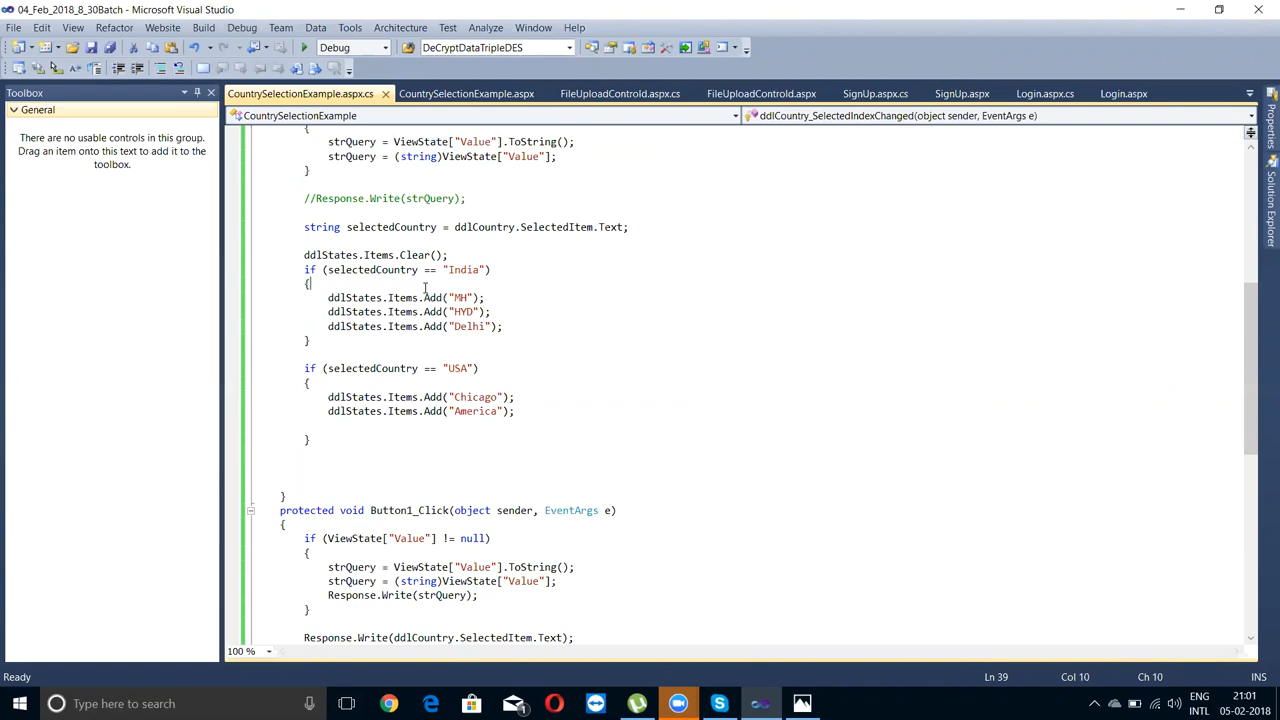 04_Feb_2018_8_30Batch - Microsoft Visual Studio
File Edit View Refactor Website Build Debug Team Data Tools Architecture Test Analyze Window Help
Debug DeCryptDataTripleDES
Toolbox
General
There are no usable controls in this group.
Drag an item onto this text to add it to the
toolbox.
CountrySelectionExample.aspx.cs CountrySelectionExample.aspx FileUploadControld.aspx.cs FileUploadControld.aspx SignUp.aspx.cs SignUp.aspx Login.aspx.cs Login.aspx
CountrySelectionExample ddlCountry_SelectedIndexChanged(object sender, EventArgs e)
{
strQuery = ViewState["Value"].ToString();
strQuery = (string)ViewState["Value"];
}
//Response.Write(strQuery);
string selectedCountry = ddlCountry.SelectedItem.Text;
ddlStates.Items.Clear();
if (selectedCountry == "India")
{
ddlStates.Items.Add("MH");
ddlStates.Items.Add("HYD");
ddlStates.Items.Add("Delhi");
}
if (selectedCountry == "USA")
{
ddlStates.Items.Add("Chicago");
ddlStates.Items.Add("America");
}
}
protected void Button1_Click(object sender, EventArgs e)
{
if (ViewState["Value"] != null)
{
strQuery = ViewState["Value"].ToString();
strQuery = (string)ViewState["Value"];
Response.Write(strQuery);
}
Response.Write(ddlCountry.SelectedItem.Text);
100 %
Properties
Solution Explorer
Ready Ln 39 Col 10 Ch 10 INS
Type here to search
1
ENG
INTL
21:01
05-02-2018